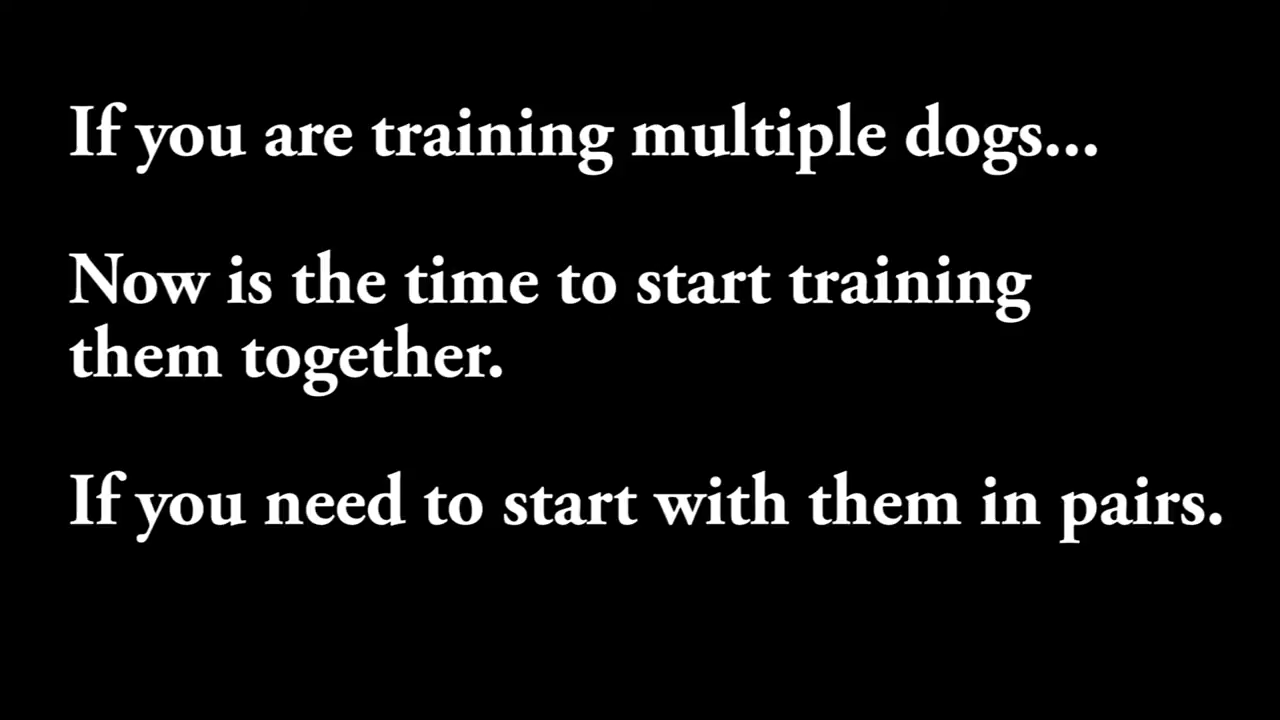 If you are training multiple dogs...
Now is the time to start training
them together.
If you need to start with them in pairs.